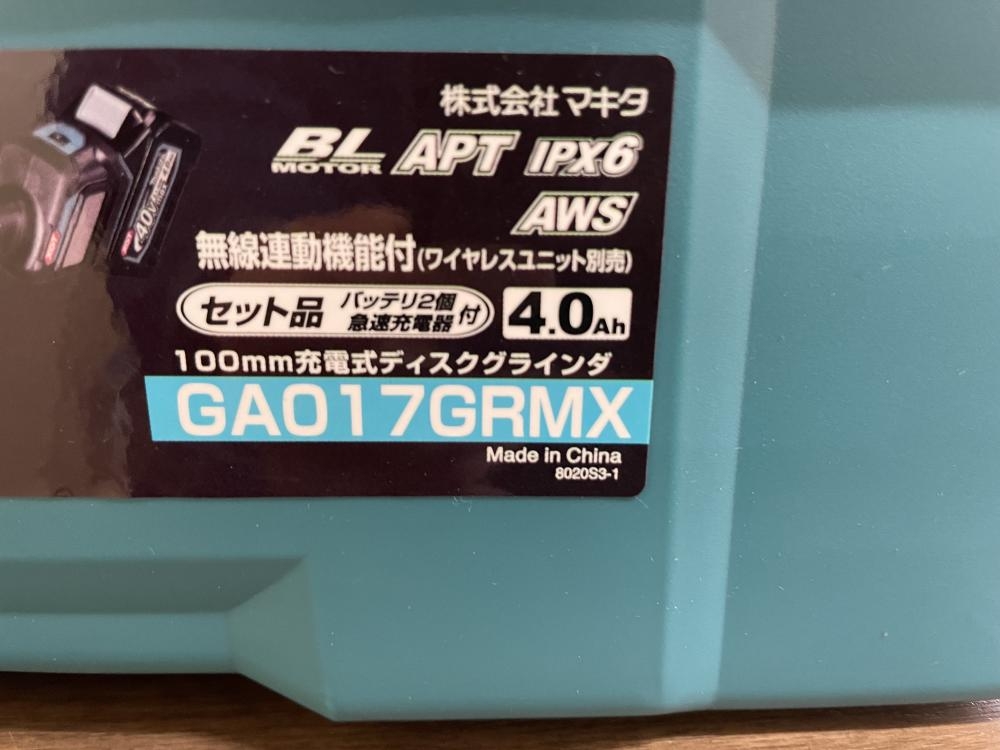 株式会社マキタ
BL MOTOR APT IPX6
AWS
無線連動機能付(ワイヤレスユニット別売)
セット品 バッテリ2個 急速充電器 付 4.0Ah
100mm充電式ディスクグラインダ
GA017GRMX
Made in China
8020S3-1
40V